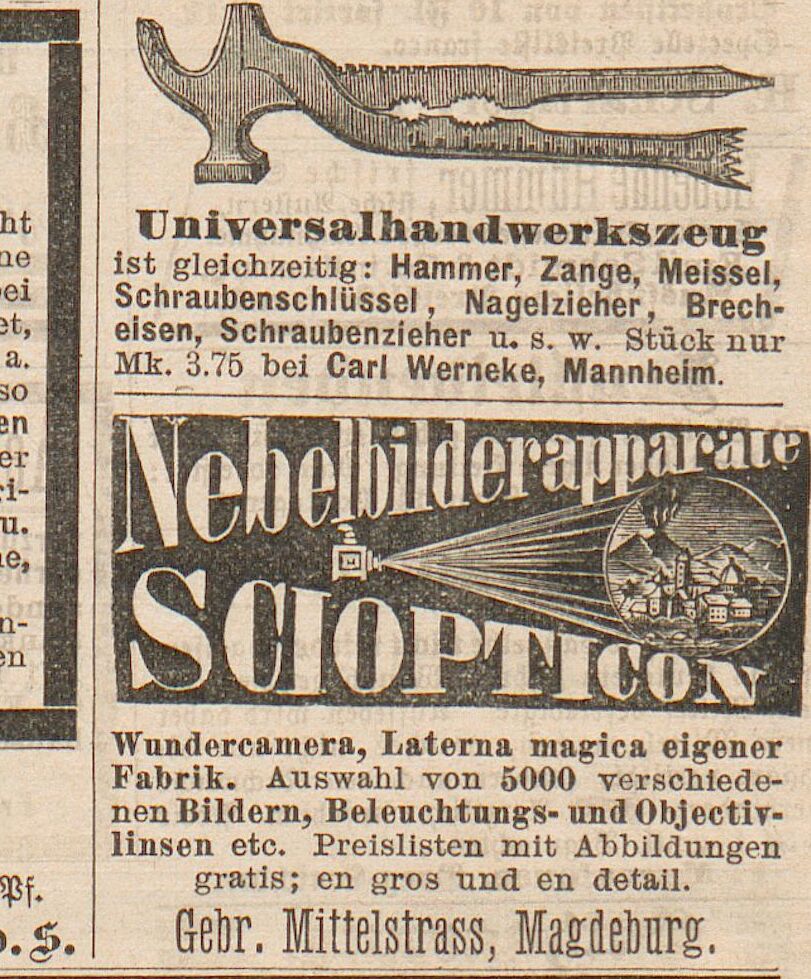 Universalhandwerkszeug
ist gleichzeitig: Hammer, Zange, Meissel,
Schraubenschlüssel, Nagelzieher, Brech-
eisen, Schraubenzieher u. s. w. Stück nur
Mk. 3.75 bei Carl Werneke, Mannheim.
Nebelbilderapparate
SCIOPTICON
Wundercamera, Laterna magica eigener
Fabrik. Auswahl von 5000 verschiede-
nen Bildern, Beleuchtungs- und Objectiv-
linsen etc. Preislisten mit Abbildungen
gratis; en gros und en detail.
Gebr. Mittelstrass, Magdeburg.